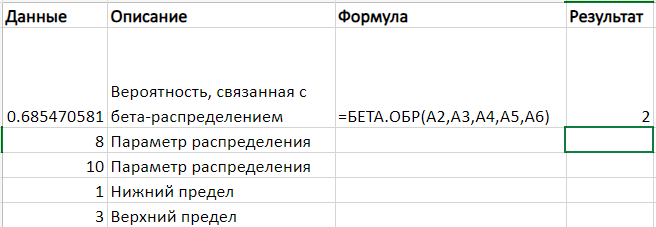 Данные Описание Формула Результат
Вероятность, связанная с
0.685470581 бета-распределением =БЕТА.ОБР(A2,A3,A4,A5,A6) 2
8 Параметр распределения
10 Параметр распределения
1 Нижний предел
3 Верхний предел